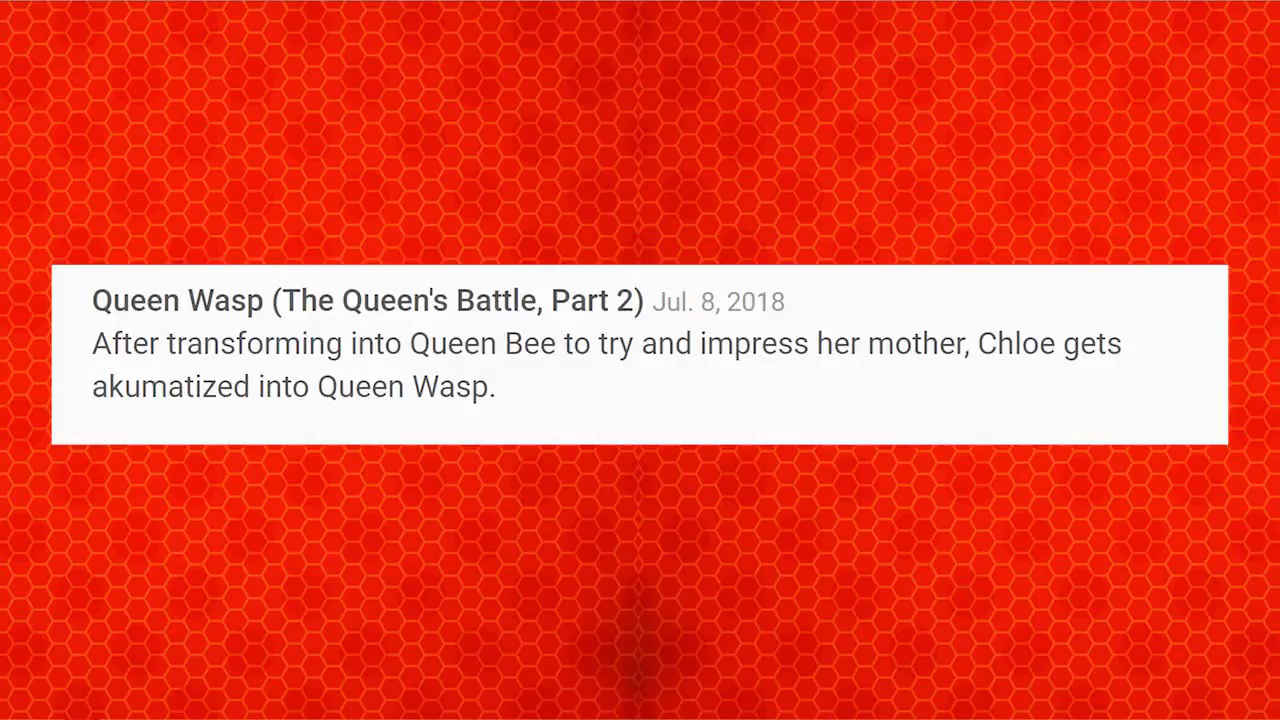 Queen Wasp (The Queen's Battle, Part 2) Jul. 8, 2018
After transforming into Queen Bee to try and impress her mother, Chloe gets
akumatized into Queen Wasp.